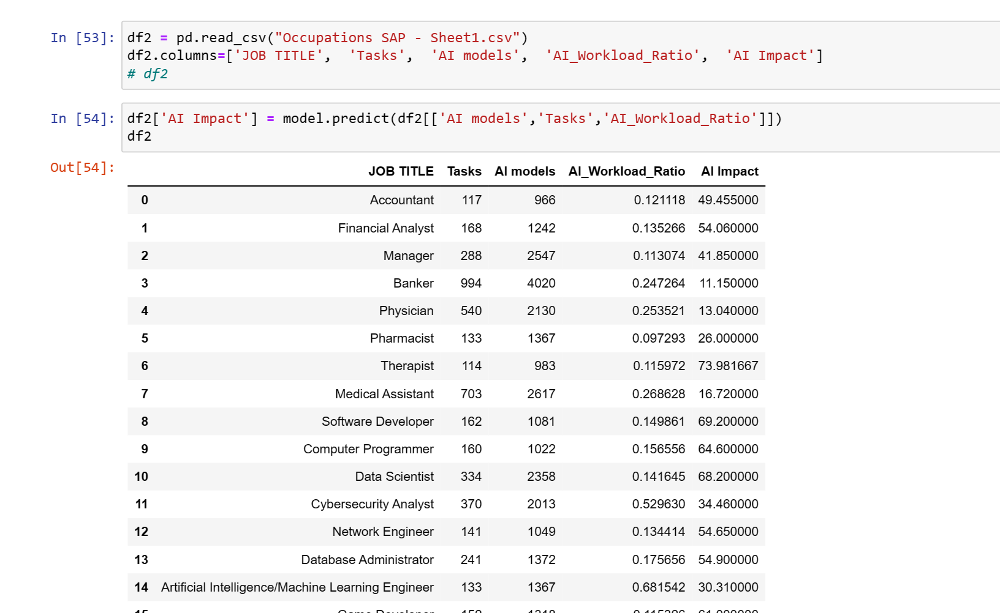 In [53]: df2 = pd.read_csv("Occupations SAP - Sheet1.csv")
df2.columns=['JOB TITLE',  'Tasks',  'AI models',  'AI_Workload_Ratio',  'AI Impact']
# df2
In [54]: df2['AI Impact'] = model.predict(df2[['AI models','Tasks','AI_Workload_Ratio']])
df2
Out[54]:
JOB TITLE Tasks AI models AI_Workload_Ratio AI Impact
0 Accountant 117 966 0.121118 49.455000
1 Financial Analyst 168 1242 0.135266 54.060000
2 Manager 288 2547 0.113074 41.850000
3 Banker 994 4020 0.247264 11.150000
4 Physician 540 2130 0.253521 13.040000
5 Pharmacist 133 1367 0.097293 26.000000
6 Therapist 114 983 0.115972 73.981667
7 Medical Assistant 703 2617 0.268628 16.720000
8 Software Developer 162 1081 0.149861 69.200000
9 Computer Programmer 160 1022 0.156556 64.600000
10 Data Scientist 334 2358 0.141645 68.200000
11 Cybersecurity Analyst 370 2013 0.529630 34.460000
12 Network Engineer 141 1049 0.134414 54.650000
13 Database Administrator 241 1372 0.175656 54.900000
14 Artificial Intelligence/Machine Learning Engineer 133 1367 0.681542 30.310000